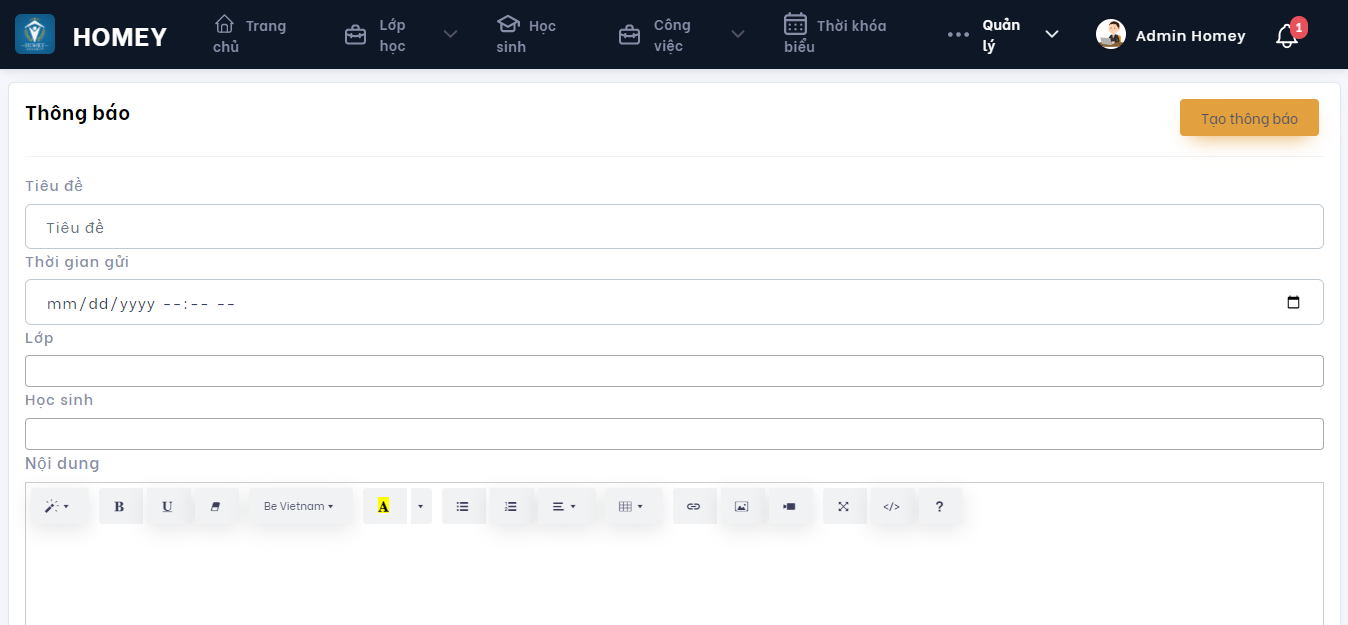 HOMEY
Trang chủ
Lớp học
Học sinh
Công việc
Thời khóa biểu
Quản lý
Admin Homey
1
Thông báo
Tạo thông báo
Tiêu đề
Tiêu đề
Thời gian gửi
mm/dd/yyyy --:-- --
Lớp
Học sinh
Nội dung
B U Be Vietnam A </> ?